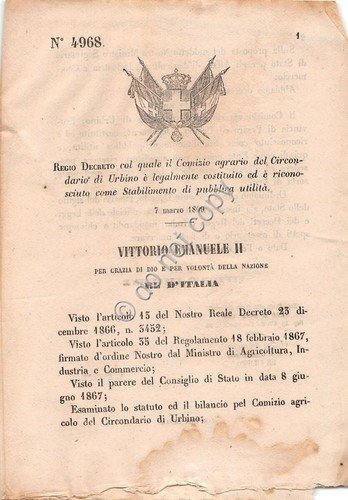 N° 4968.
1
REGIO DECRETO col quale il Comizio agrario del Circon-
dario di Urbino è legalmente costituito ed è ricono-
sciuto come Stabilimento di pubblica utilità.
7 marzo 1869
VITTORIO EMANUELE II
PER GRAZIA DI DIO E PER VOLONTÀ DELLA NAZIONE
RE D'ITALIA
Visto l'articolo 13 del Nostro Reale Decreto 23 di-
cembre 1866, n. 3452;
Visto l'articolo 35 del Regolamento 18 febbraio 1867,
firmato d'ordine Nostro dal Ministro di Agricoltura, In-
dustria e Commercio;
Visto il parere del Consiglio di Stato in data 8 giu-
gno 1867;
Esaminato lo statuto ed il bilancio pel Comizio agri-
colo del Circondario di Urbino;
do not copy